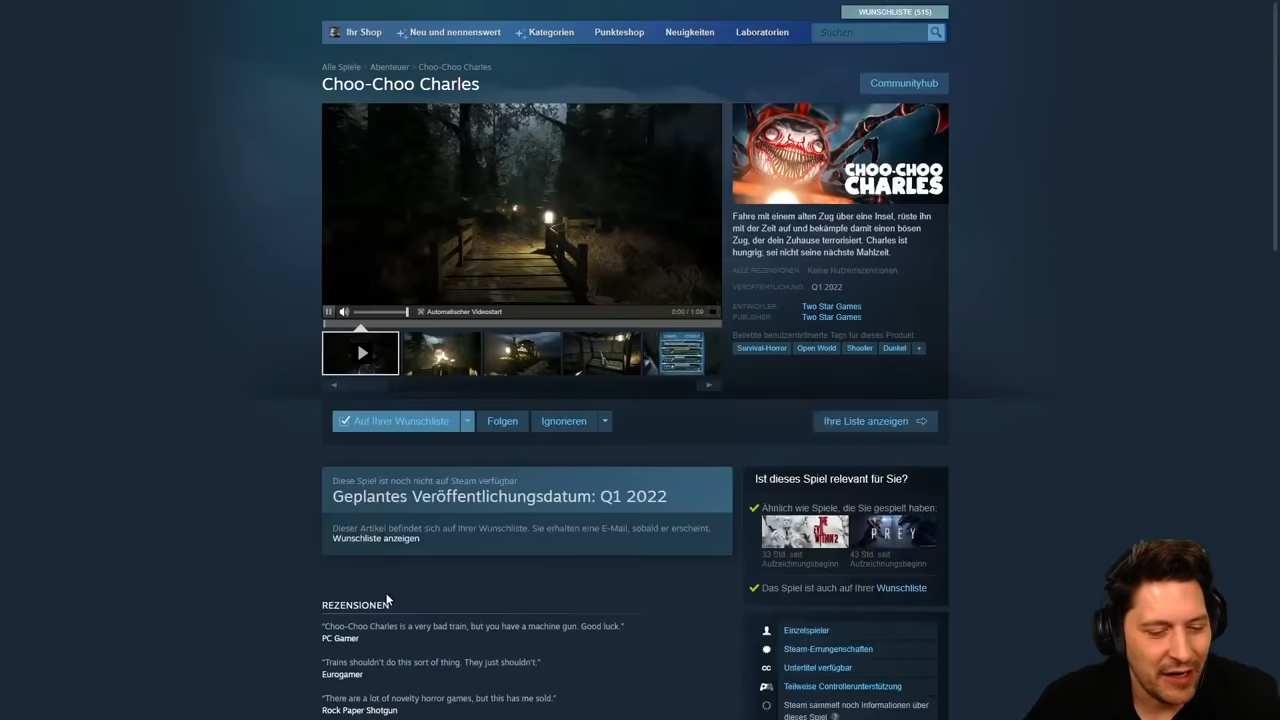 WUNSCHLISTE (515)
Ihr Shop
Neu und nennenswert
Kategorien
Punkteshop
Neuigkeiten
Laboratorien
Suchen
Alle Spiele > Abenteuer > Choo-Choo Charles
Choo-Choo Charles
Communityhub
CHOO-CHOO
CHARLES
Fahre mit einem alten Zug über eine Insel, rüste ihn
mit der Zeit auf und bekämpfe damit einen bösen
Zug, der dein Zuhause terrorisiert. Charles ist
hungrig; sei nicht seine nächste Mahlzeit.
ALLE REZENSIONEN: Keine Nutzerrezensionen
VERÖFFENTLICHUNG: Q1 2022
ENTWICKLER: Two Star Games
PUBLISHER: Two Star Games
Automatischer Videostart
0:00 / 1:09
Beliebte benutzerdefinierte Tags für dieses Produkt
Survival-Horror
Open World
Shooter
Dunkel
+
Auf Ihrer Wunschliste
Folgen
Ignorieren
Ihre Liste anzeigen
Diese Spiel ist noch nicht auf Steam verfügbar
Geplantes Veröffentlichungsdatum: Q1 2022
Dieser Artikel befindet sich auf Ihrer Wunschliste. Sie erhalten eine E-Mail, sobald er erscheint.
Wunschliste anzeigen
Ist dieses Spiel relevant für Sie?
Ähnlich wie Spiele, die Sie gespielt haben:
THE EVIL WITHIN 2
PREY
33 Std. seit
Aufzeichnungsbeginn
43 Std. seit
Aufzeichnungsbeginn
Das Spiel ist auch auf Ihrer Wunschliste
REZENSIONEN
“Choo-Choo Charles is a very bad train, but you have a machine gun. Good luck.”
PC Gamer
“Trains shouldn't do this sort of thing. They just shouldn't.”
Eurogamer
“There are a lot of novelty horror games, but this has me sold.”
Rock Paper Shotgun
Einzelspieler
Steam-Errungenschaften
CC
Untertitel verfügbar
Teilweise Controllerunterstützung
Steam sammelt noch Informationen über
dieses Spiel